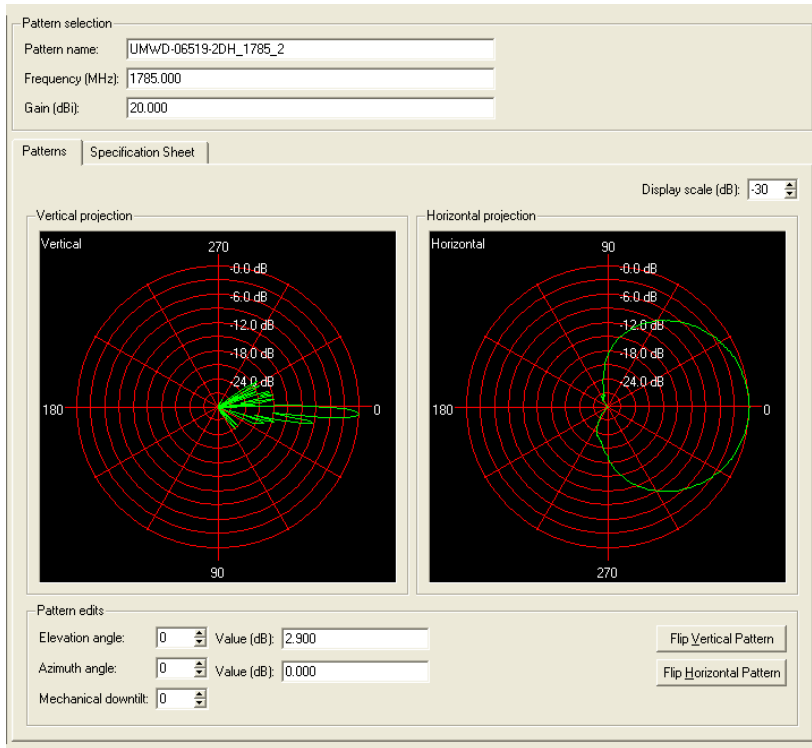 Pattern selection
Pattern name: UMWD-06519-2DH_1785_2
Frequency (MHz): 1785.000
Gain (dBi): 20.000
Patterns Specification Sheet
Display scale (dB): -30
Vertical projection
Vertical
270
-0.0 dB
-6.0 dB
-12.0 dB
-18.0 dB
-24.0 dB
180
0
90
Horizontal projection
Horizontal
90
-0.0 dB
-6.0 dB
-12.0 dB
-18.0 dB
-24.0 dB
180
0
270
Pattern edits
Elevation angle: 0 Value (dB): 2.900
Flip Vertical Pattern
Azimuth angle: 0 Value (dB): 0.000
Flip Horizontal Pattern
Mechanical downtilt: 0